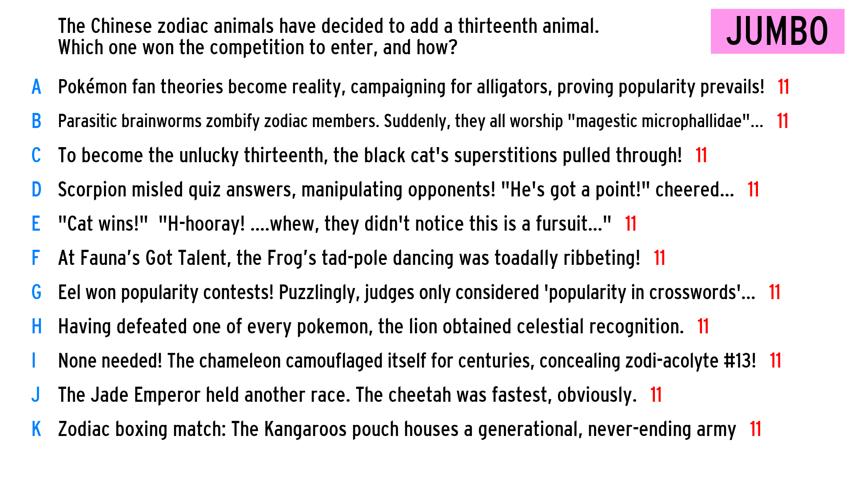 The Chinese zodiac animals have decided to add a thirteenth animal.
Which one won the competition to enter, and how?
JUMBO
A Pokémon fan theories become reality, campaigning for alligators, proving popularity prevails! 11
B Parasitic brainworms zombify zodiac members. Suddenly, they all worship "magestic microphallidae"... 11
C To become the unlucky thirteenth, the black cat's superstitions pulled through! 11
D Scorpion misled quiz answers, manipulating opponents! "He's got a point!" cheered... 11
E "Cat wins!" "H-hooray! ....whew, they didn't notice this is a fursuit..." 11
F At Fauna’s Got Talent, the Frog’s tad-pole dancing was toadally ribbeting! 11
G Eel won popularity contests! Puzzlingly, judges only considered 'popularity in crosswords'... 11
H Having defeated one of every pokemon, the lion obtained celestial recognition. 11
I None needed! The chameleon camouflaged itself for centuries, concealing zodi-acolyte #13! 11
J The Jade Emperor held another race. The cheetah was fastest, obviously. 11
K Zodiac boxing match: The Kangaroos pouch houses a generational, never-ending army 11